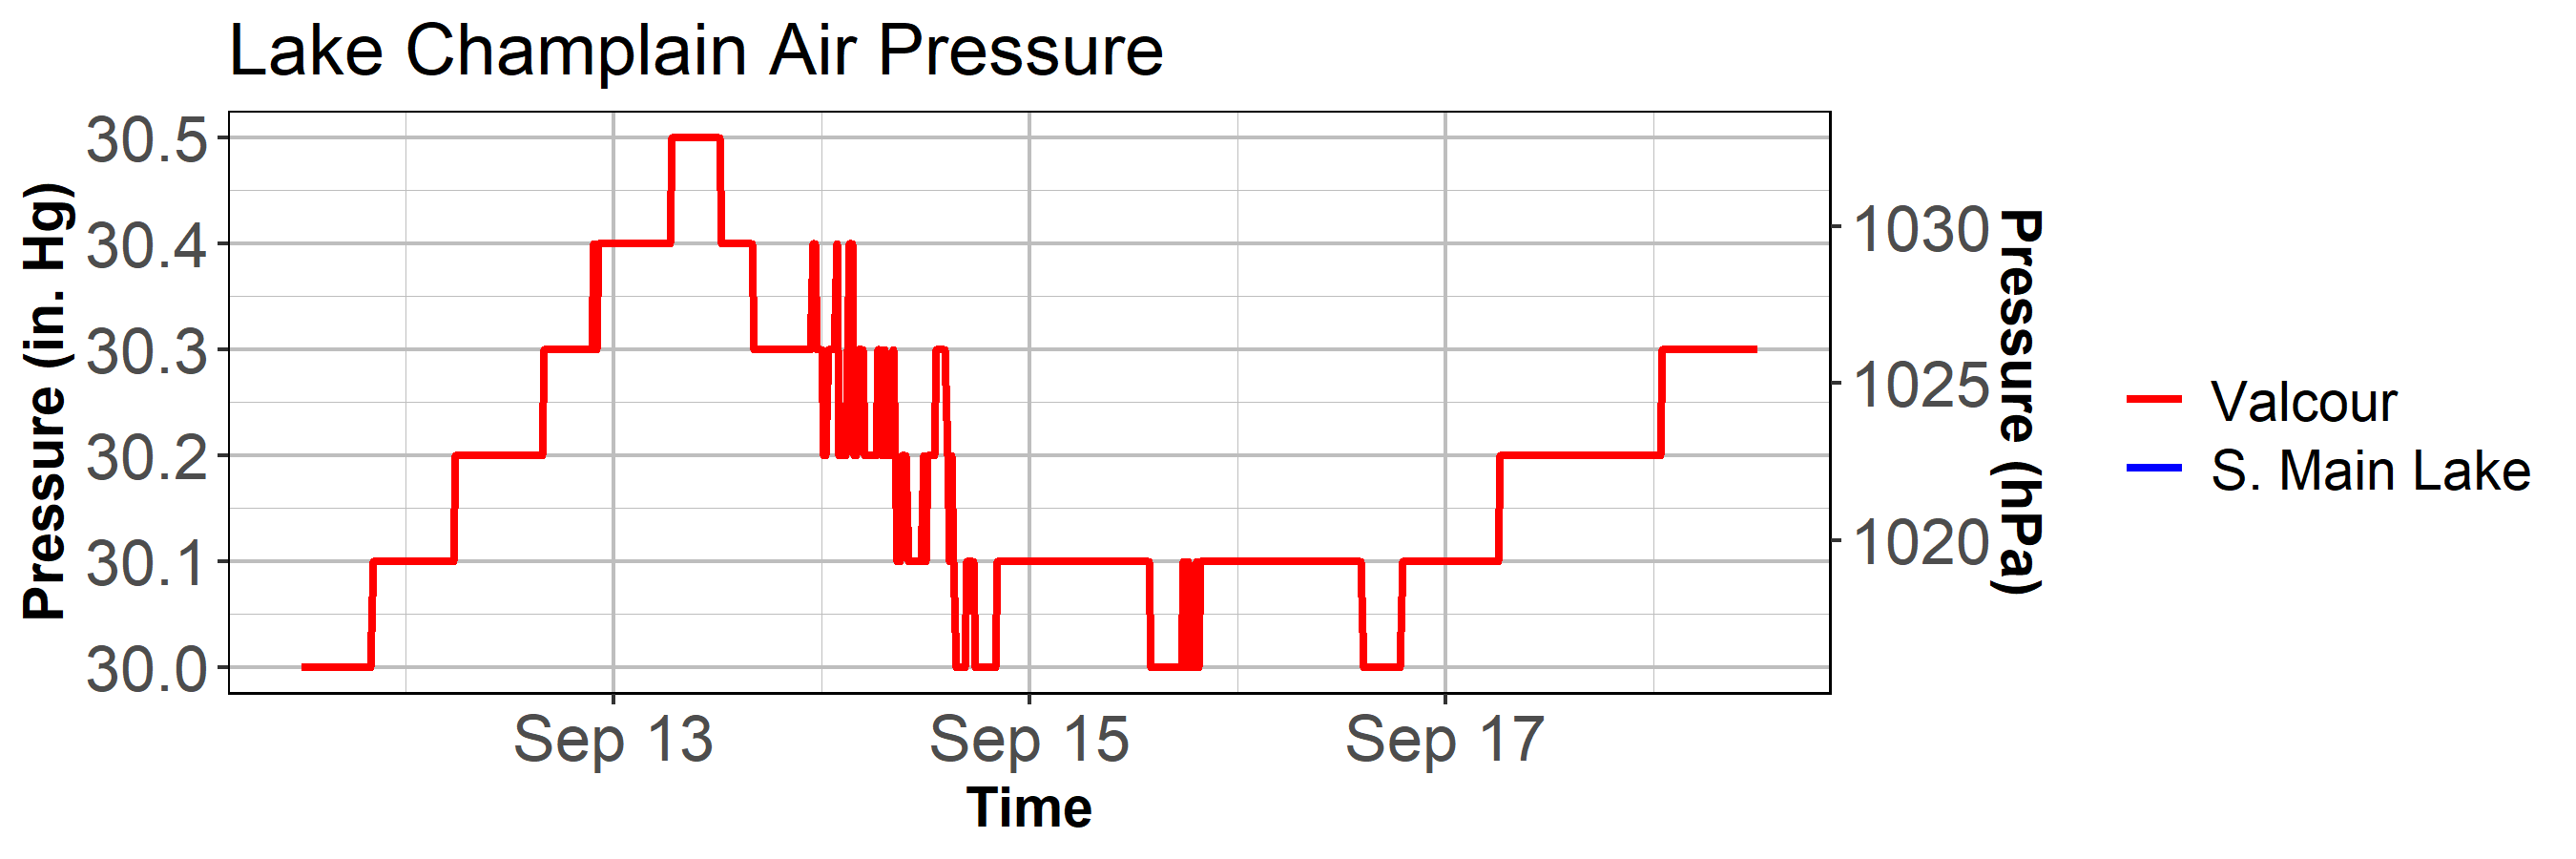 Lake Champlain Air Pressure
Pressure (in. Hg)
30.5
30.4
30.3
30.2
30.1
30.0
Sep 13
Sep 15
Sep 17
Time
1030
1025
1020
Pressure (hPa)
Valcour
S. Main Lake